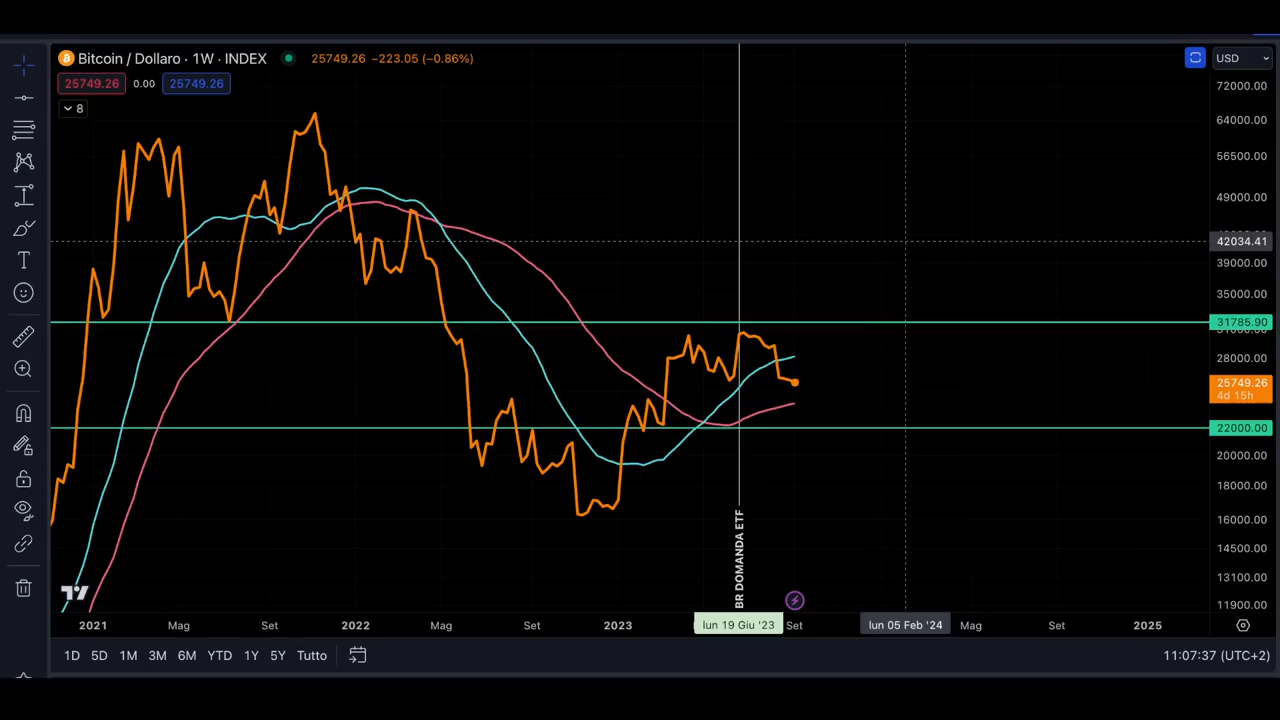 Bitcoin / Dollaro · 1W · INDEX 25749.26 −223.05 (−0.86%)
USD
25749.26 0.00 25749.26
8
72000.00
64000.00
56500.00
49000.00
42034.41
39000.00
35000.00
31785.90
28000.00
25749.26
4d 15h
22000.00
20000.00
18000.00
16000.00
14500.00
13100.00
11900.00
BR DOMANDA ETF
2021 Mag Set 2022 Mag Set 2023 lun 19 Giu '23 Set lun 05 Feb '24 Mag Set 2025
1D 5D 1M 3M 6M YTD 1Y 5Y Tutto 11:07:37 (UTC+2)